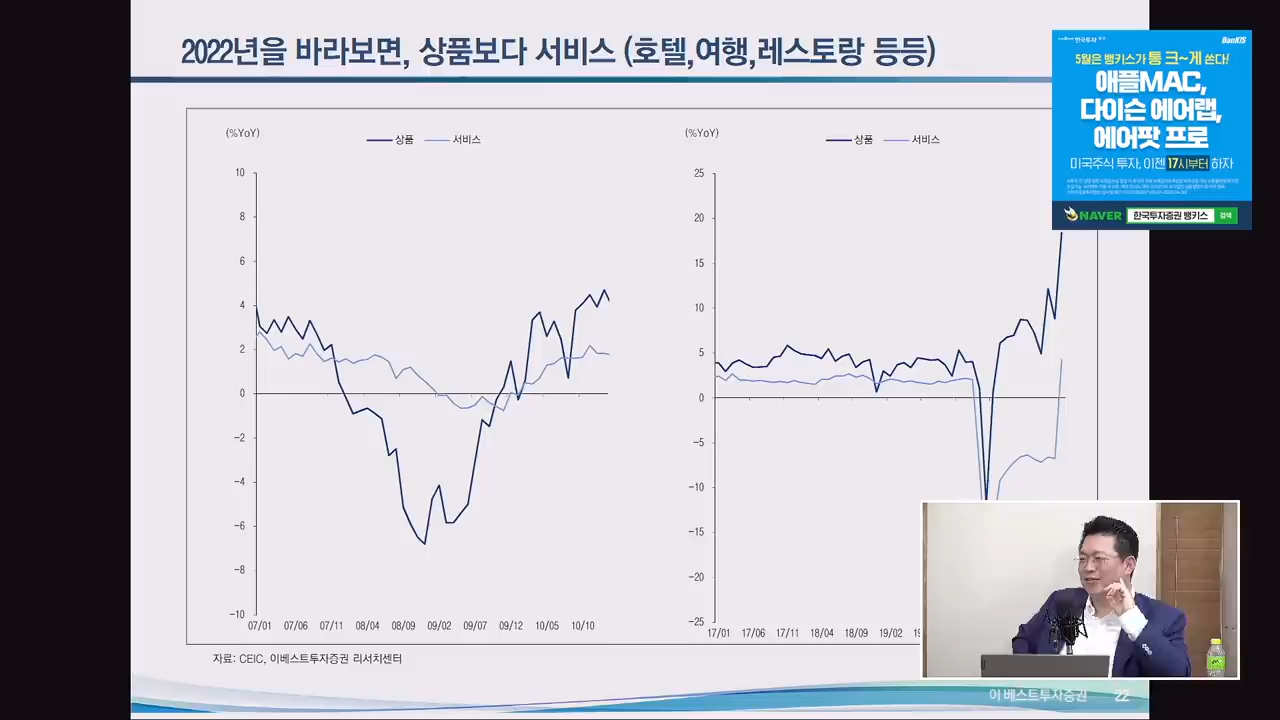 2022년을 바라보면, 상품보다 서비스 (호텔,여행,레스토랑 등등)
(%YoY)
상품 서비스
10
8
6
4
2
0
-2
-4
-6
-8
-10
07/01 07/06 07/11 08/04 08/09 09/02 09/07 09/12 10/05 10/10
(%YoY)
상품 서비스
25
20
15
10
5
0
-5
-10
-15
-20
-25
17/01 17/06 17/11 18/04 18/09 19/02
자료: CEIC, 이베스트투자증권 리서치센터
이베스트투자증권 22
한국투자
BanKIS
5월은 뱅키스가 통 크~게 쏜다!
애플MAC,
다이슨 에어랩,
에어팟 프로
미국주식 투자, 이젠 17시부터 하자
NAVER 한국투자증권 뱅키스 검색